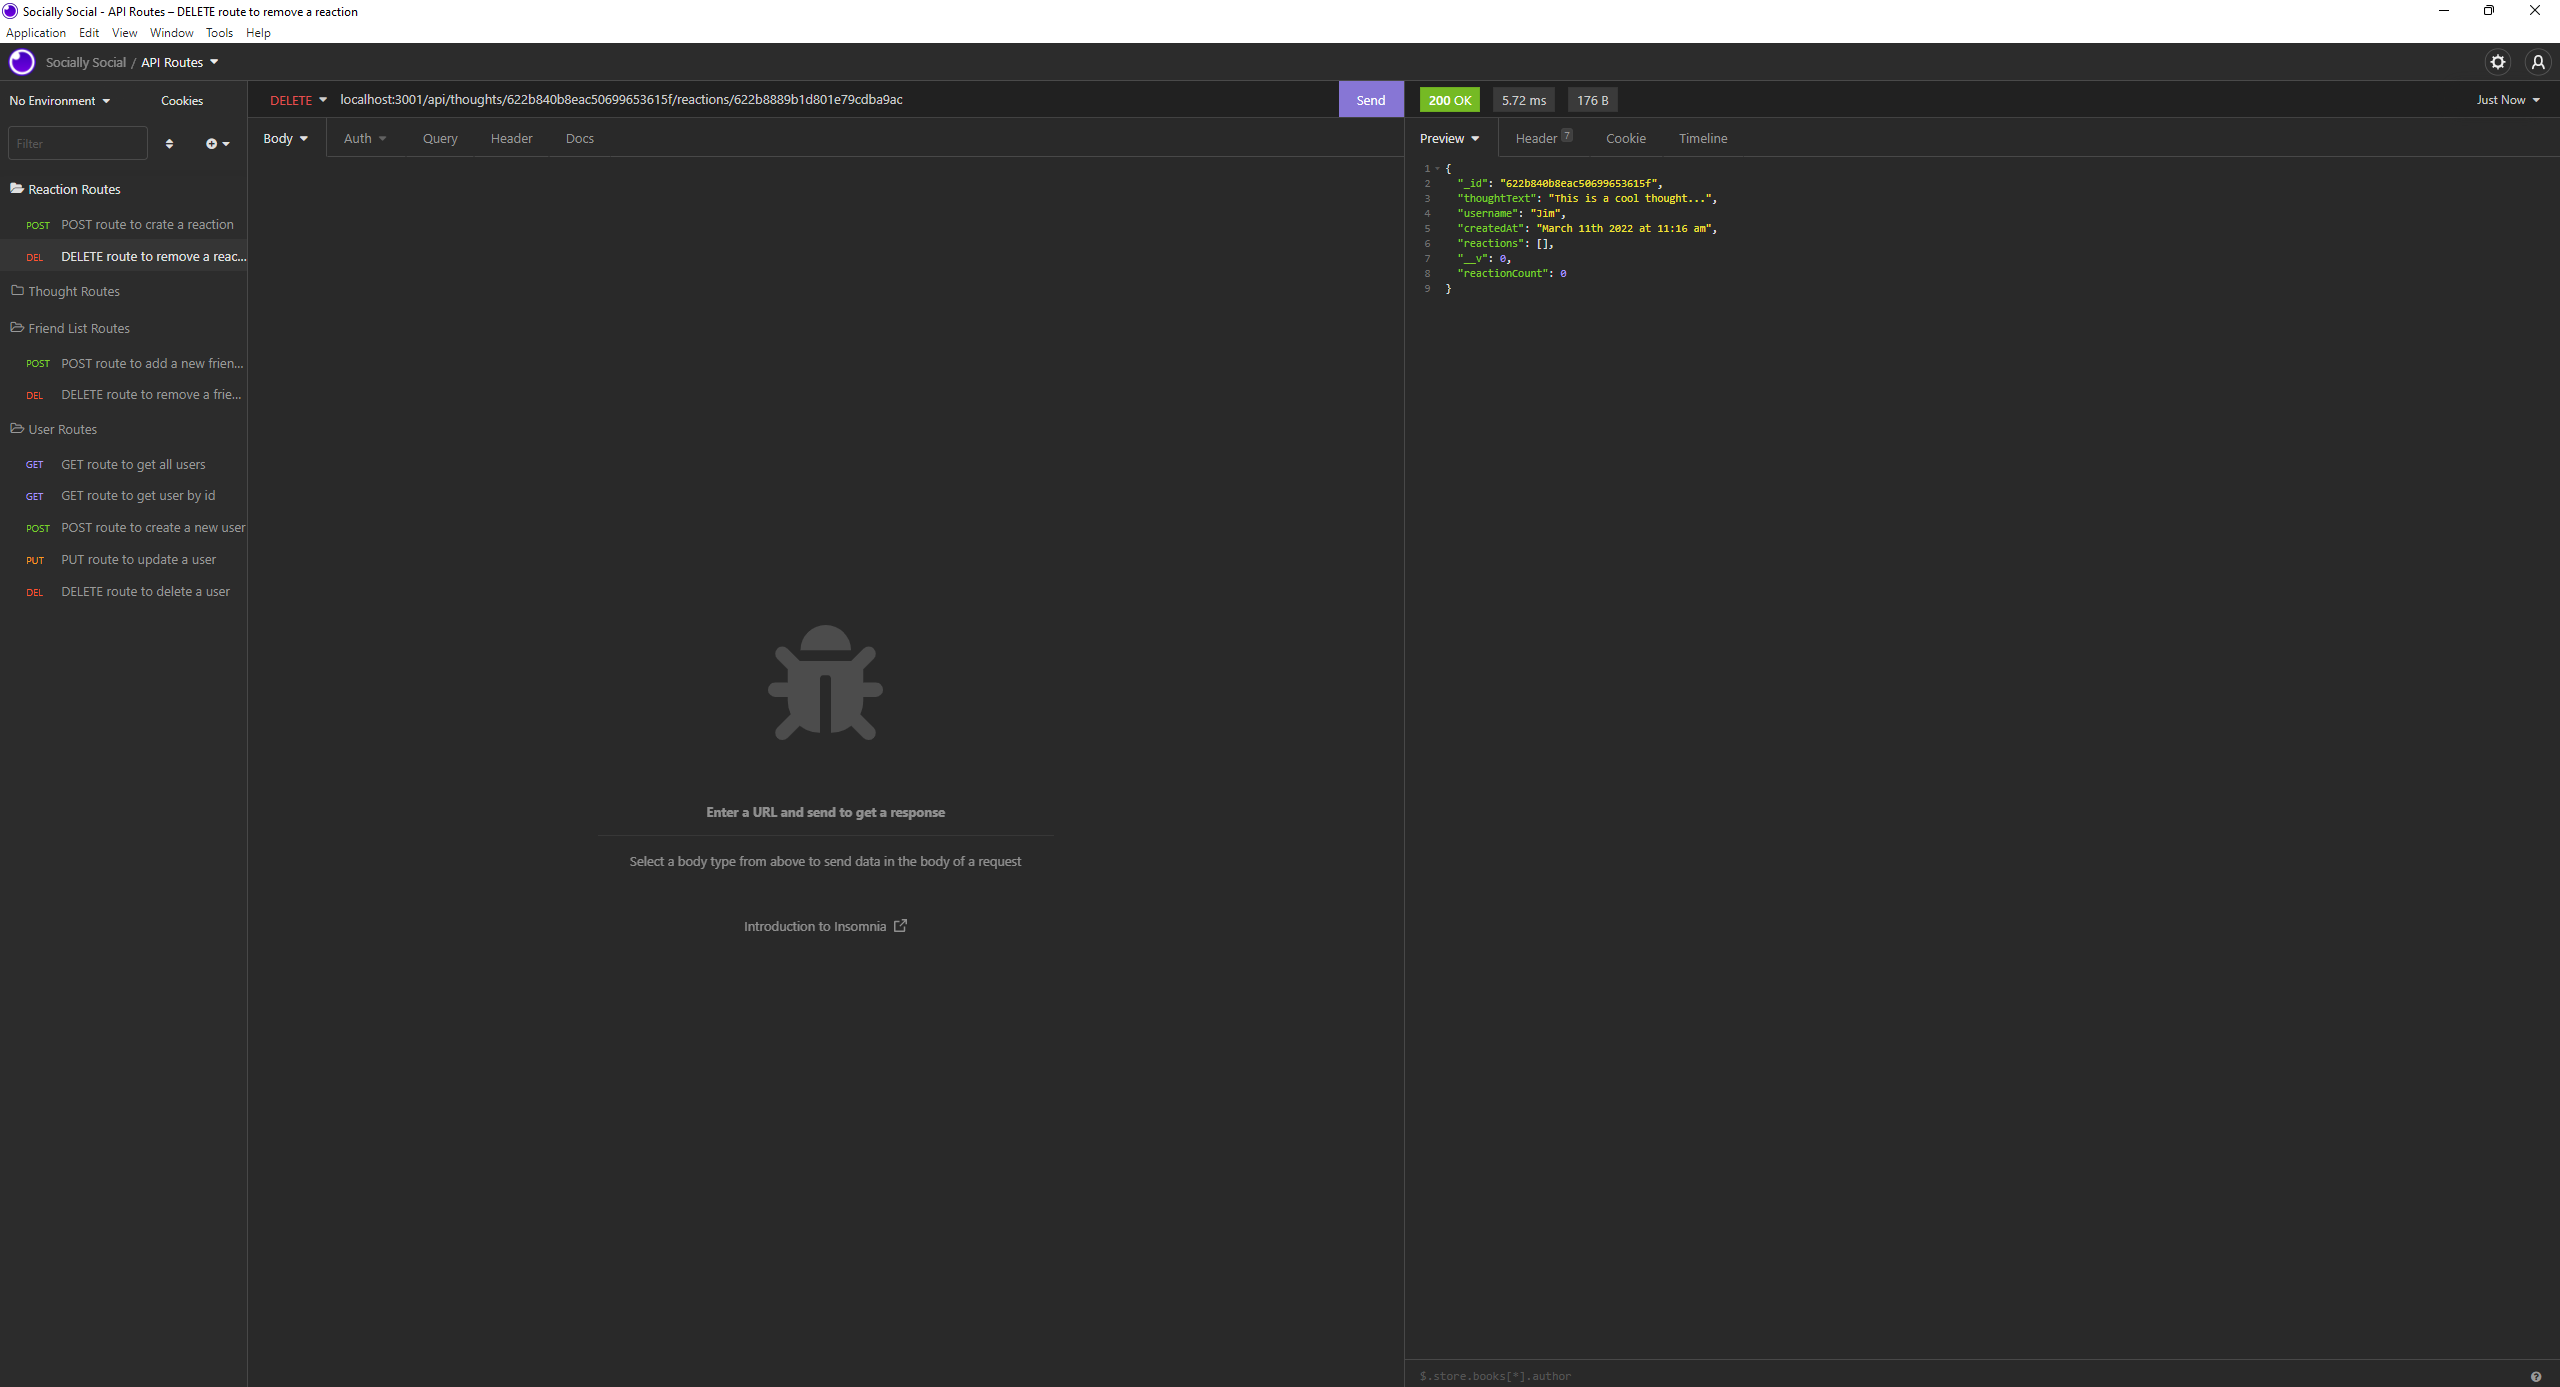 Socially Social - API Routes – DELETE route to remove a reaction
Application Edit View Window Tools Help
Socially Social / API Routes
No Environment Cookies
DELETE localhost:3001/api/thoughts/622b840b8eac50699653615f/reactions/622b8889b1d801e79cdba9ac Send
200 OK 5.72 ms 176 B Just Now
Filter
Body Auth Query Header Docs
Preview Header 7 Cookie Timeline
Reaction Routes
POST POST route to crate a reaction
DEL DELETE route to remove a reac...
Thought Routes
Friend List Routes
POST POST route to add a new frien...
DEL DELETE route to remove a frie...
User Routes
GET GET route to get all users
GET GET route to get user by id
POST POST route to create a new user
PUT PUT route to update a user
DEL DELETE route to delete a user
Enter a URL and send to get a response
Select a body type from above to send data in the body of a request
Introduction to Insomnia
1 {
2 "_id": "622b840b8eac50699653615f",
3 "thoughtText": "This is a cool thought...",
4 "username": "Jim",
5 "createdAt": "March 11th 2022 at 11:16 am",
6 "reactions": [],
7 "__v": 0,
8 "reactionCount": 0
9 }
$.store.books[*].author